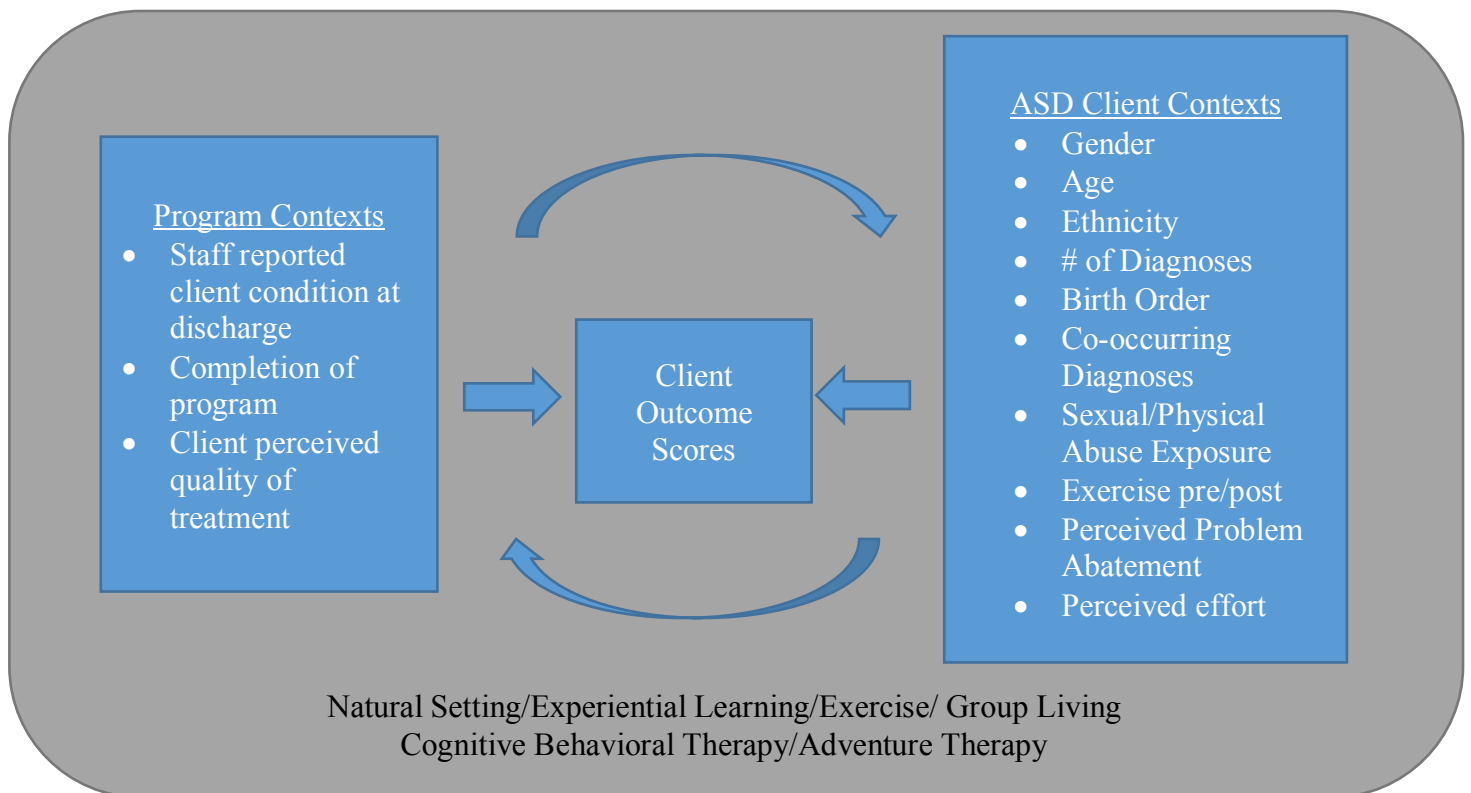 Program Contexts
• Staff reported
client condition at
discharge
• Completion of
program
• Client perceived
quality of
treatment
Client
Outcome
Scores
ASD Client Contexts
• Gender
• Age
• Ethnicity
• # of Diagnoses
• Birth Order
• Co-occurring
Diagnoses
• Sexual/Physical
Abuse Exposure
• Exercise pre/post
• Perceived Problem
Abatement
• Perceived effort
Natural Setting/Experiential Learning/Exercise/ Group Living
Cognitive Behavioral Therapy/Adventure Therapy